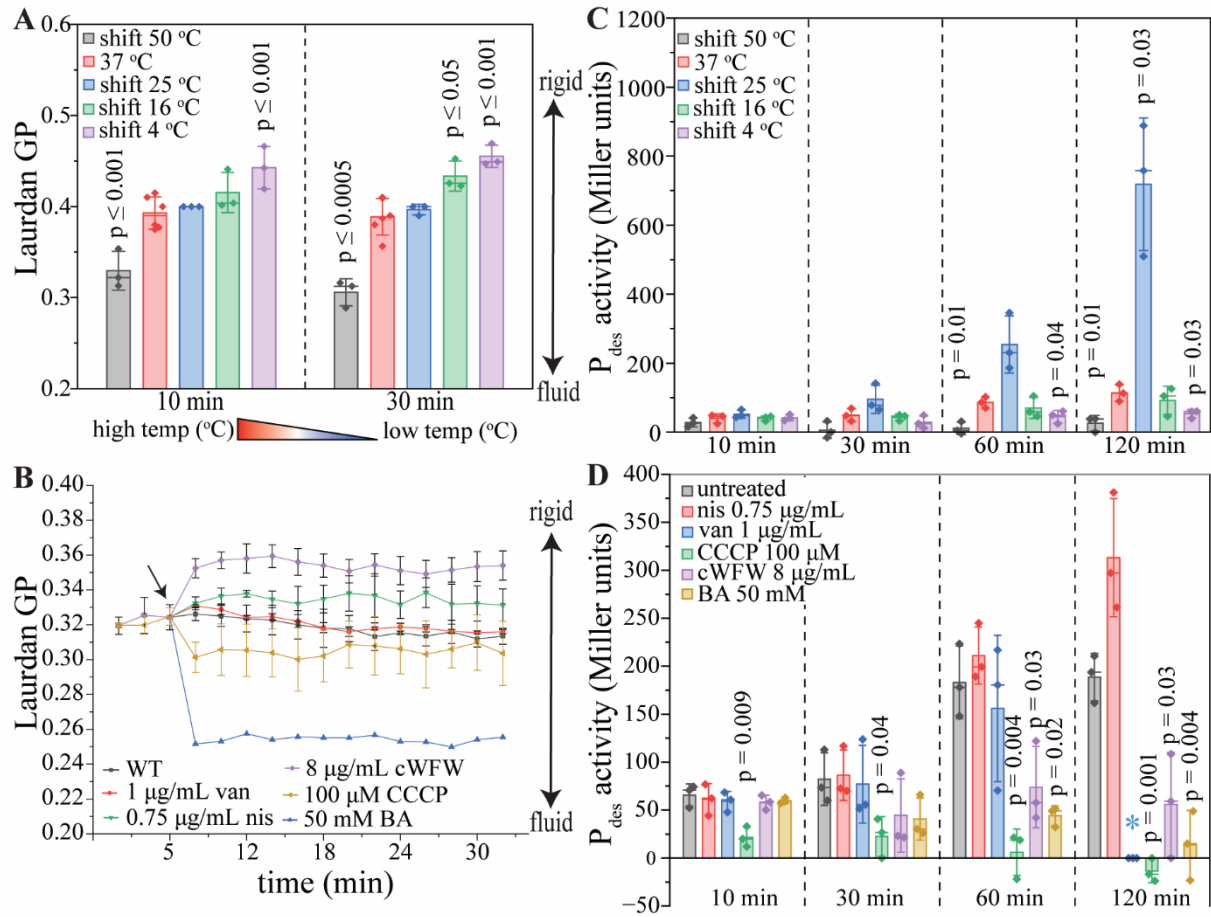 A
Laurdan GP
0.6
0.5
0.4
0.3
0.2
shift 50 °C
37 °C
shift 25 °C
shift 16 °C
shift 4 °C
p ≤ 0.001
p ≤ 0.001
p ≤ 0.0005
p ≤ 0.05
p ≤ 0.001
10 min
30 min
high temp (°C)
low temp (°C)
rigid
fluid
B
Laurdan GP
0.40
0.38
0.36
0.34
0.32
0.30
0.28
0.26
0.24
0.22
0.20
WT
1 μg/mL van
0.75 μg/mL nis
8 μg/mL cWFW
100 μM CCCP
50 mM BA
5
12
18
24
30
time (min)
rigid
fluid
C
P des activity (Miller units)
1200
1000
800
600
400
200
0
shift 50 °C
37 °C
shift 25 °C
shift 16 °C
shift 4 °C
p = 0.01
p = 0.04
p = 0.01
p = 0.03
p = 0.03
10 min
30 min
60 min
120 min
D
P des activity (Miller units)
400
350
300
250
200
150
100
50
0
−50
untreated
nis 0.75 μg/mL
van 1 μg/mL
CCCP 100 μM
cWFW 8 μg/mL
BA 50 mM
p = 0.009
p = 0.04
p = 0.004
p = 0.03
p = 0.02
*
p = 0.001
p = 0.03
p = 0.004
10 min
30 min
60 min
120 min